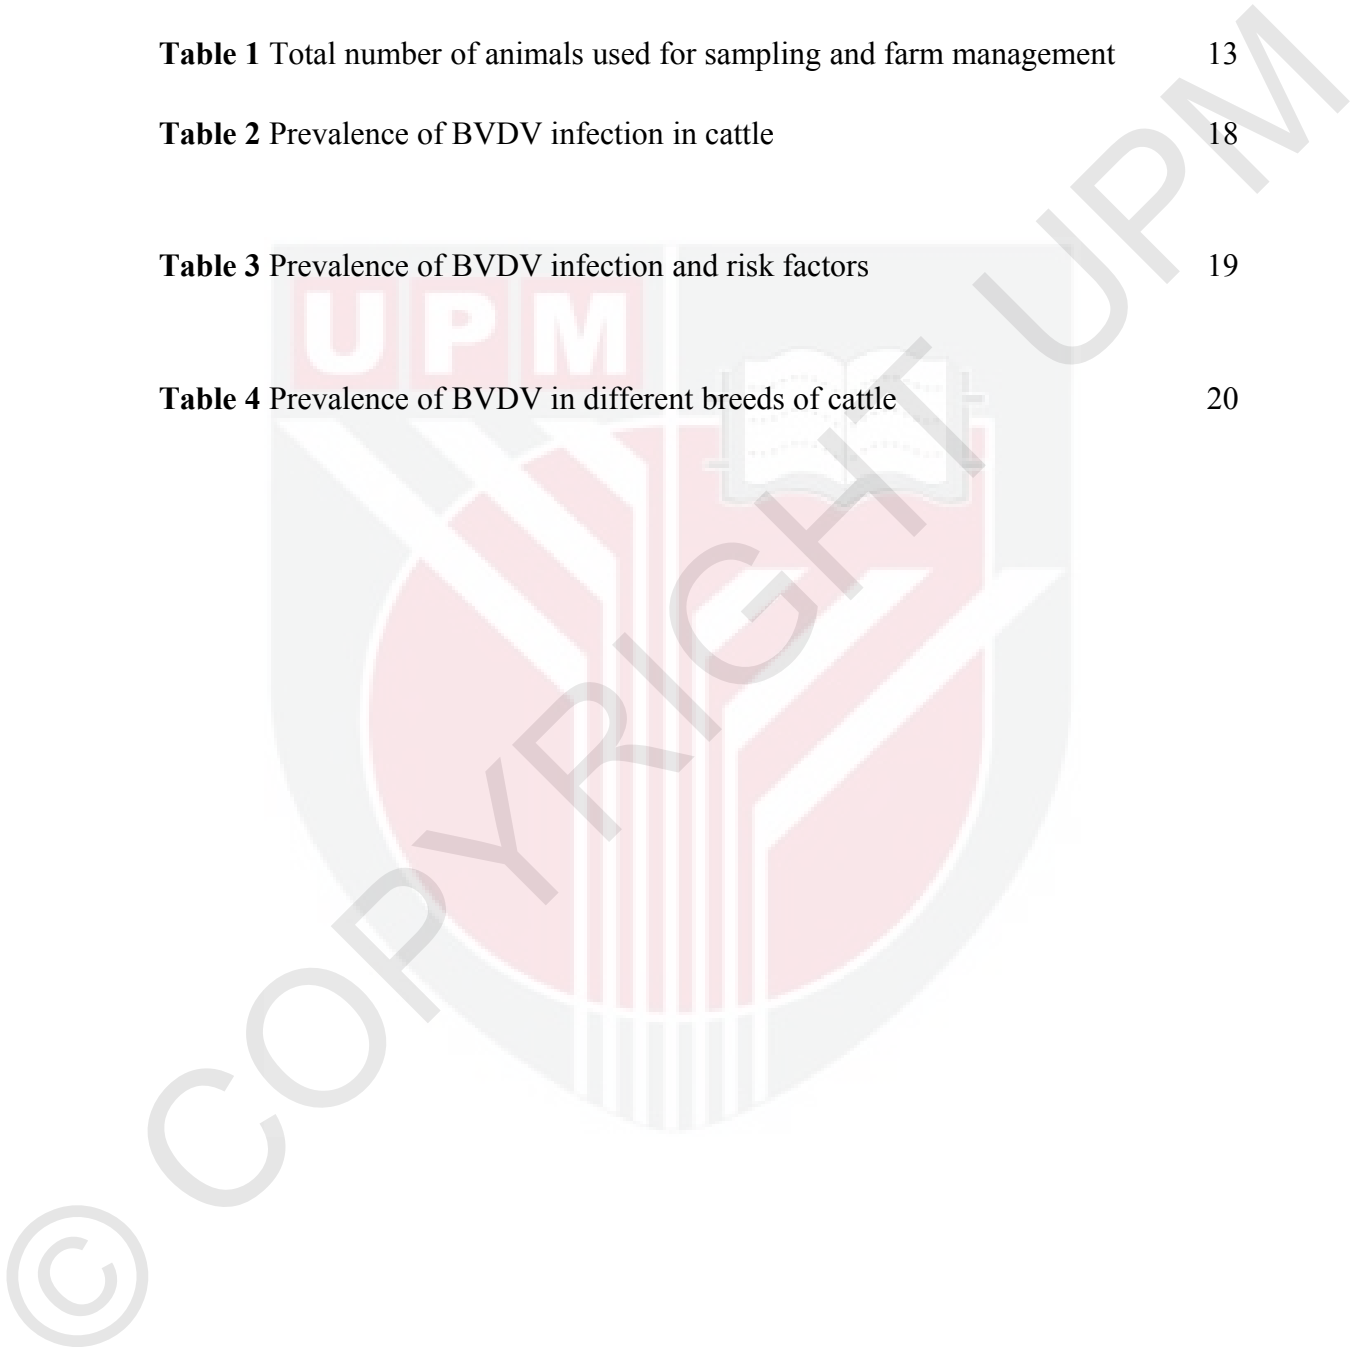 Table 1 Total number of animals used for sampling and farm management 13
Table 2 Prevalence of BVDV infection in cattle 18
Table 3 Prevalence of BVDV infection and risk factors 19
UPM
Table 4 Prevalence of BVDV in different breeds of cattle 20
© COPYRIGHT UPM